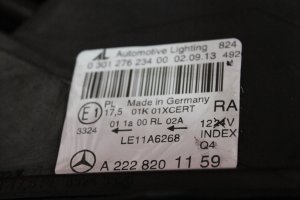 AL Automotive Lighting 824
0 301 276 234 00 02.09.13 492
E1 PL Made in Germany RA
17,5 01K 01XCERT
3324 01 1a 00 RL 02A 12V
INDEX
LE11A6268 Q4
A 222 820 11 59